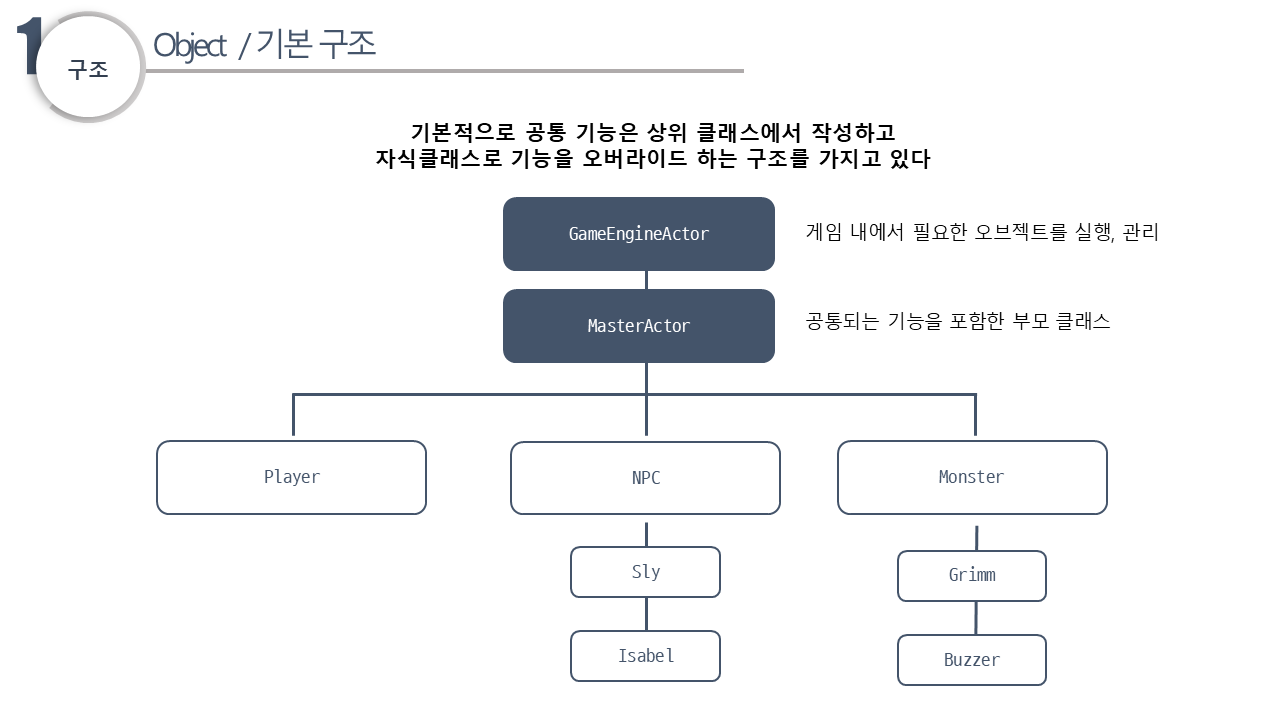 1
구조
Object / 기본 구조
기본적으로 공통 기능은 상위 클래스에서 작성하고
자식클래스로 기능을 오버라이드 하는 구조를 가지고 있다
GameEngineActor
게임 내에서 필요한 오브젝트를 실행, 관리
MasterActor
공통되는 기능을 포함한 부모 클래스
Player
NPC
Monster
Sly
Grimm
Isabel
Buzzer